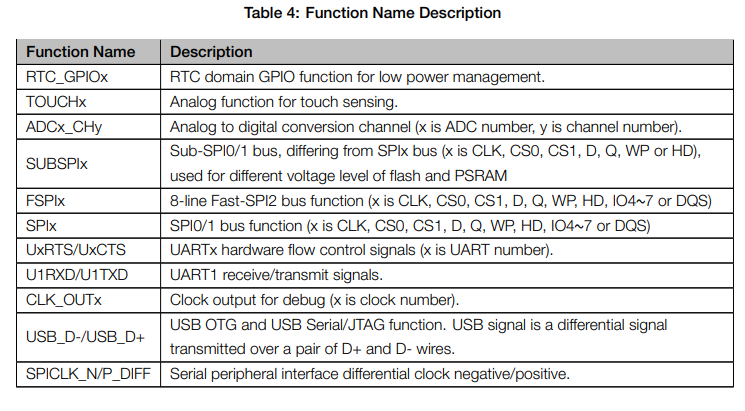 Table 4: Function Name Description
Function Name Description
RTC_GPIOx RTC domain GPIO function for low power management.
TOUCHx Analog function for touch sensing.
ADCx_CHy Analog to digital conversion channel (x is ADC number, y is channel number).
SUBSPIx Sub-SPI0/1 bus, differing from SPIx bus (x is CLK, CS0, CS1, D, Q, WP or HD),
used for different voltage level of flash and PSRAM
FSPIx 8-line Fast-SPI2 bus function (x is CLK, CS0, CS1, D, Q, WP, HD, IO4~7 or DQS)
SPIx SPI0/1 bus function (x is CLK, CS0, CS1, D, Q, WP, HD, IO4~7 or DQS)
UxRTS/UxCTS UARTx hardware flow control signals (x is UART number).
U1RXD/U1TXD UART1 receive/transmit signals.
CLK_OUTx Clock output for debug (x is clock number).
USB_D-/USB_D+ USB OTG and USB Serial/JTAG function. USB signal is a differential signal
transmitted over a pair of D+ and D- wires.
SPICLK_N/P_DIFF Serial peripheral interface differential clock negative/positive.